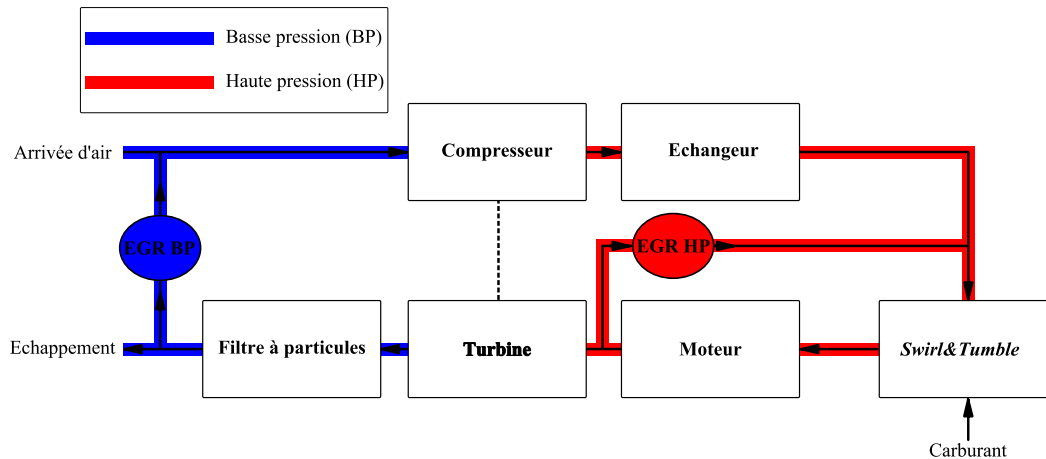 Basse pression (BP)
Haute pression (HP)
Arrivée d'air
Compresseur
Echangeur
EGR BP
EGR HP
Echappement
Filtre à particules
Turbine
Moteur
Swirl&Tumble
Carburant